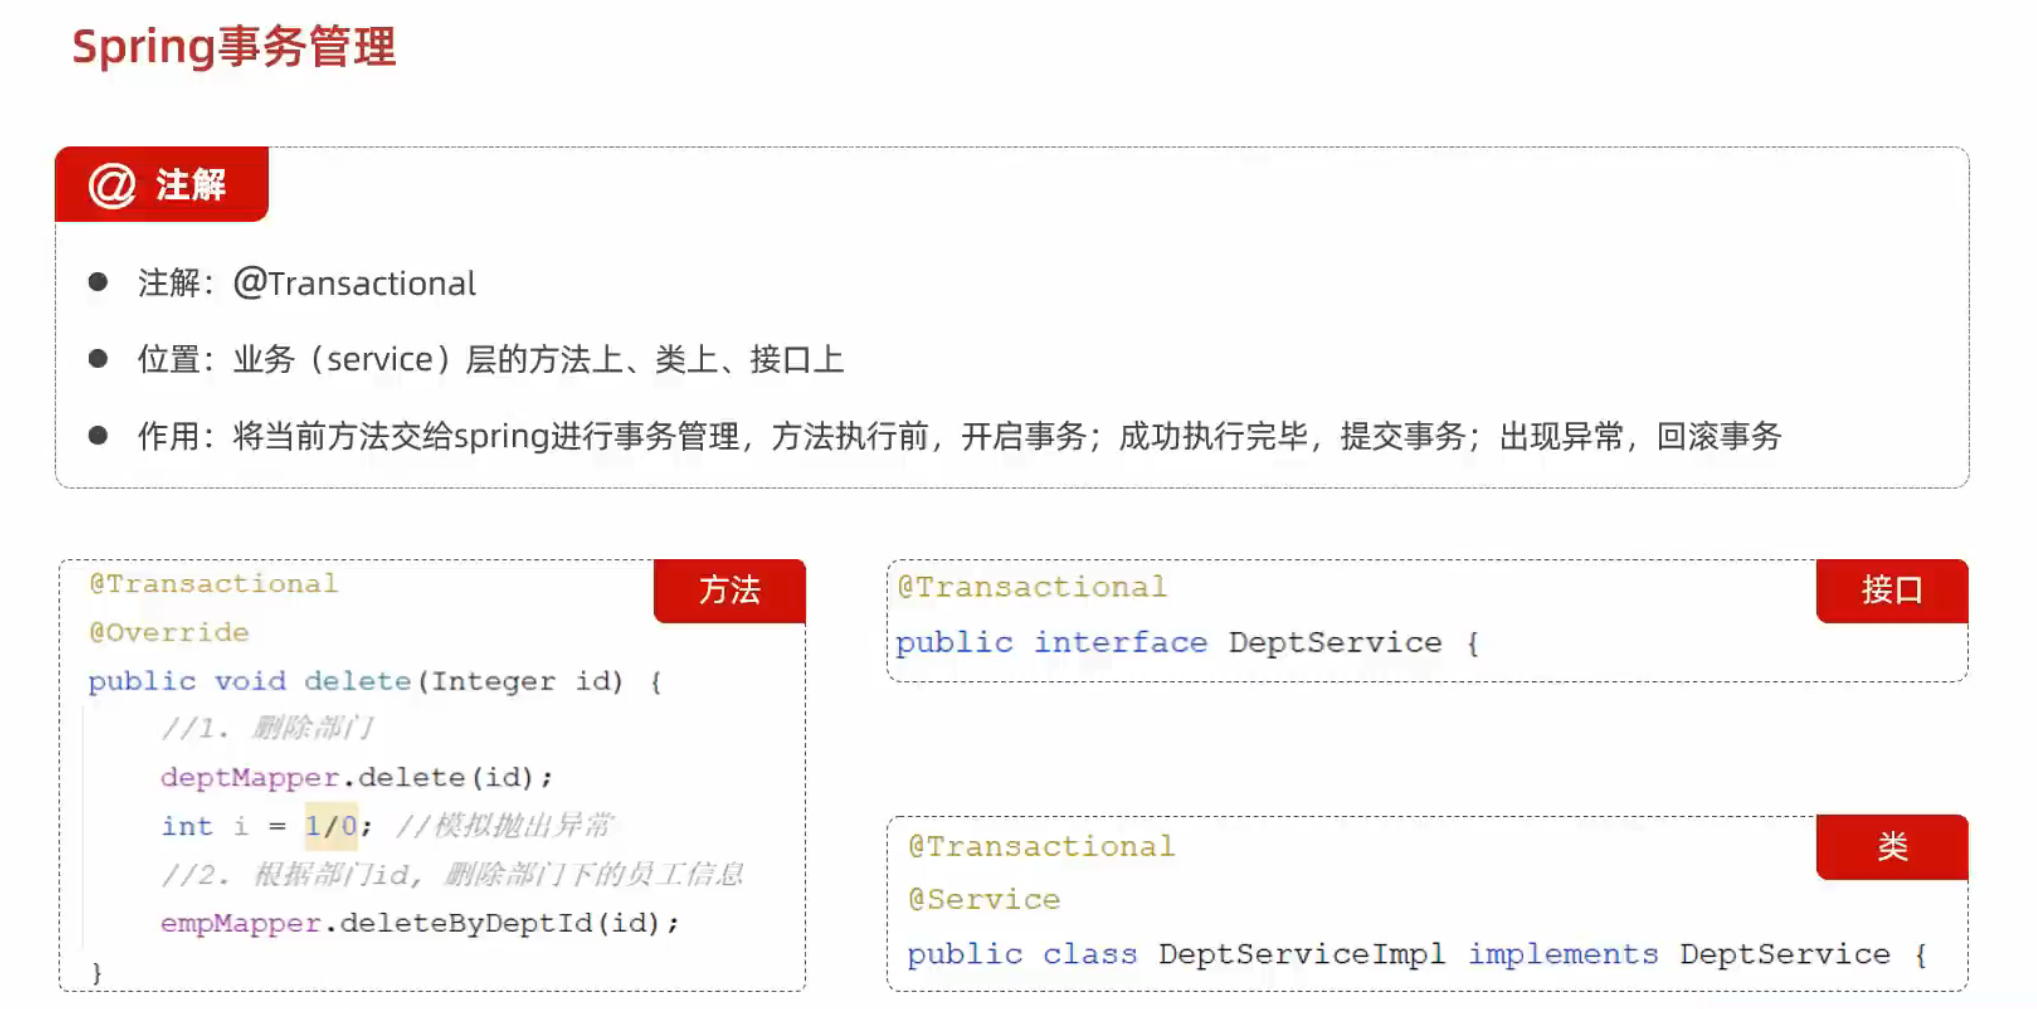 Spring事务管理
@ 注解
● 注解：@Transactional
● 位置：业务（service）层的方法上、类上、接口上
● 作用：将当前方法交给spring进行事务管理，方法执行前，开启事务；成功执行完毕，提交事务；出现异常，回滚事务
方法
@Transactional
@Override
public void delete(Integer id) {
    //1. 删除部门
    deptMapper.delete(id);
    int i = 1/0; //模拟抛出异常
    //2. 根据部门id, 删除部门下的员工信息
    empMapper.deleteByDeptId(id);
}
接口
@Transactional
public interface DeptService {
类
@Transactional
@Service
public class DeptServiceImpl implements DeptService {